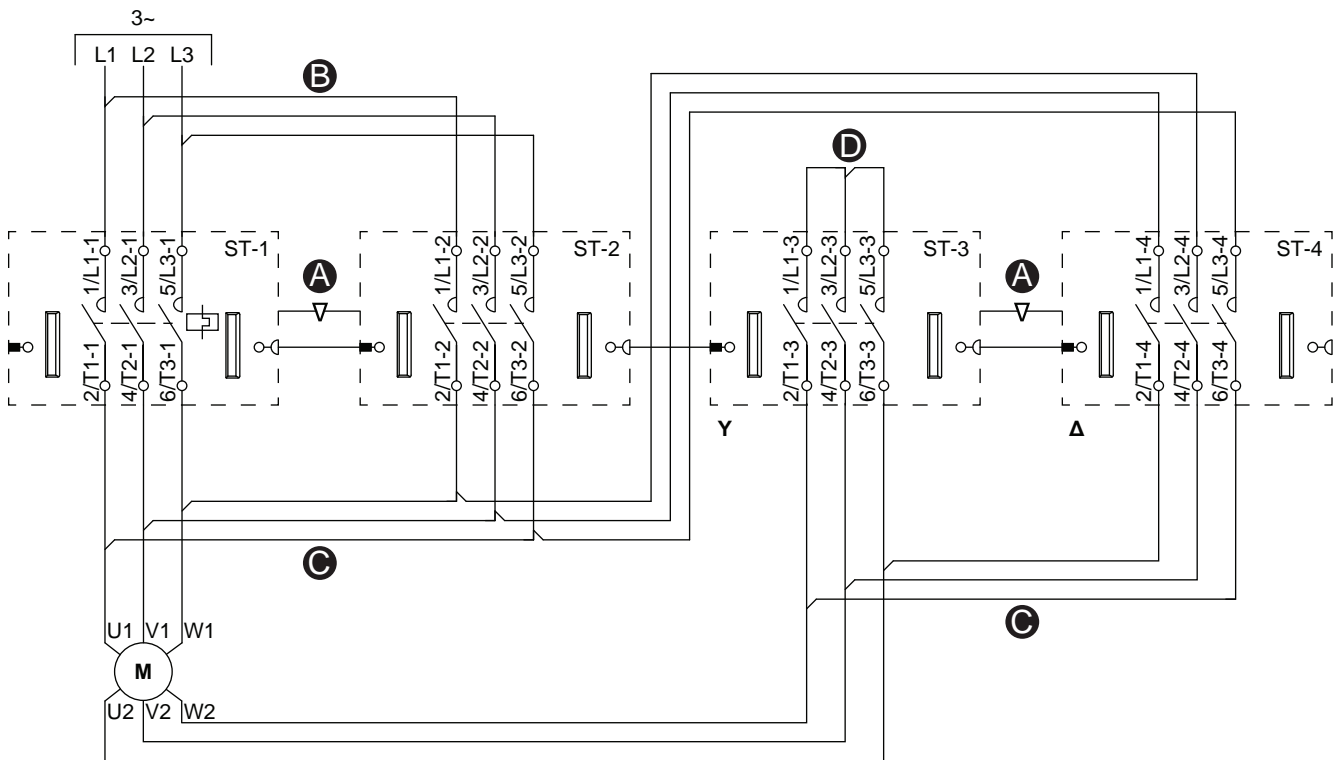 3~
L1 L2 L3
B
D
ST-1
ST-2
ST-3
ST-4
1/L1-1
3/L2-1
5/L3-1
1/L1-2
3/L2-2
5/L3-2
1/L1-3
3/L2-3
5/L3-3
1/L1-4
3/L2-4
5/L3-4
A
A
2/T1-1
4/T2-1
6/T3-1
2/T1-2
4/T2-2
6/T3-2
2/T1-3
4/T2-3
6/T3-3
2/T1-4
4/T2-4
6/T3-4
Y
Δ
C
C
U1 V1 W1
M
U2 V2 W2